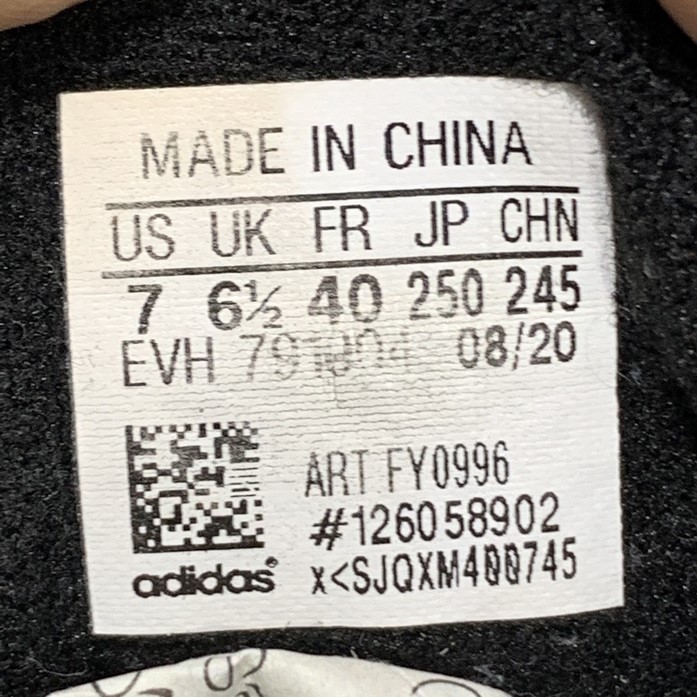 MADE IN CHINA
US UK FR JP CHN
7 6½ 40 250 245
EVH 08/20
ART FY0996
#126058902
adidas®
x<SJQXM400745